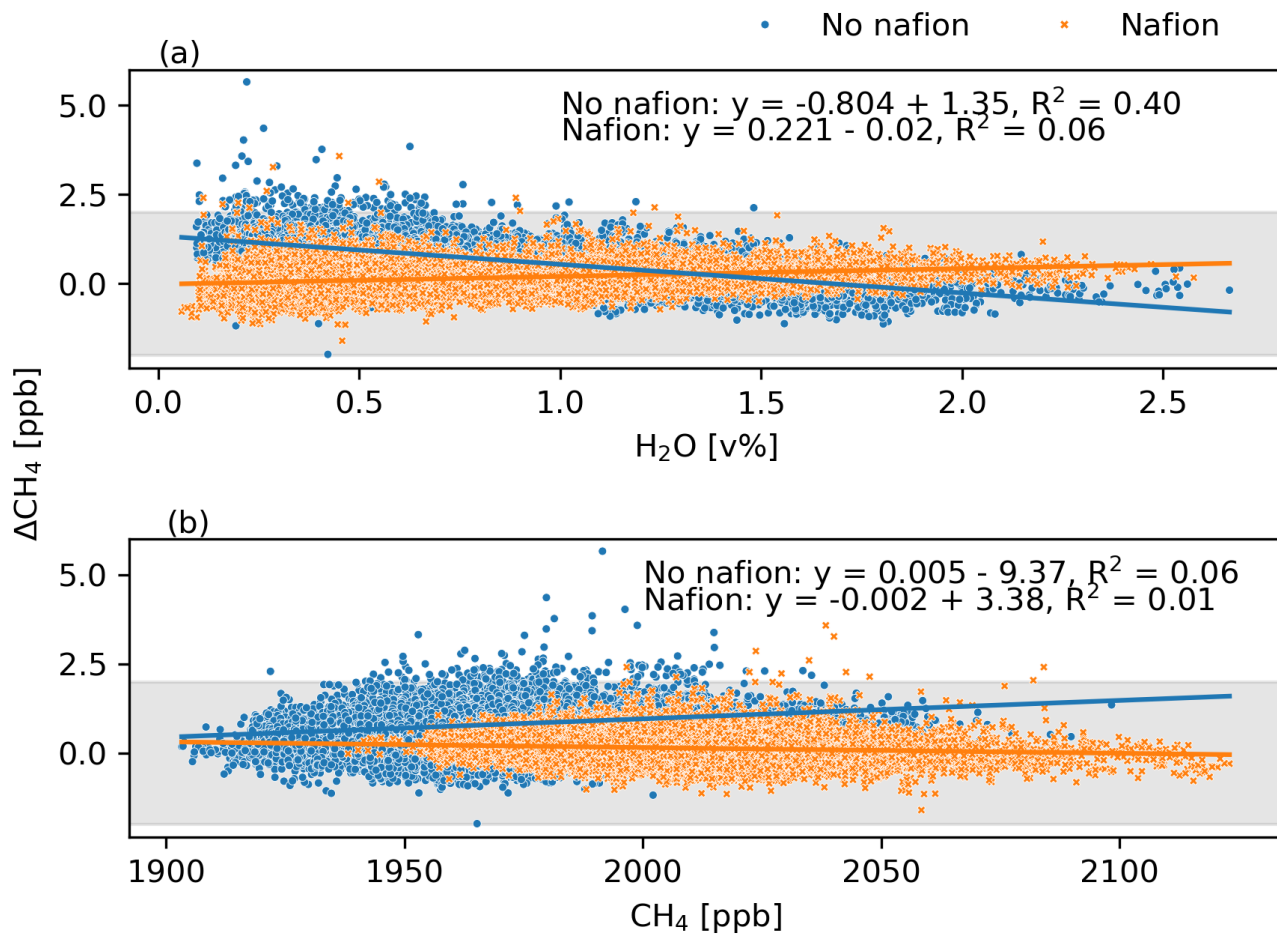 No nafion Nafion
(a)
No nafion: y = -0.804 + 1.35, R² = 0.40
Nafion: y = 0.221 - 0.02, R² = 0.06
5.0
2.5
0.0
0.0 0.5 1.0 1.5 2.0 2.5
H₂O [v%]
ΔCH₄ [ppb]
(b)
No nafion: y = 0.005 - 9.37, R² = 0.06
Nafion: y = -0.002 + 3.38, R² = 0.01
5.0
2.5
0.0
1900 1950 2000 2050 2100
CH₄ [ppb]